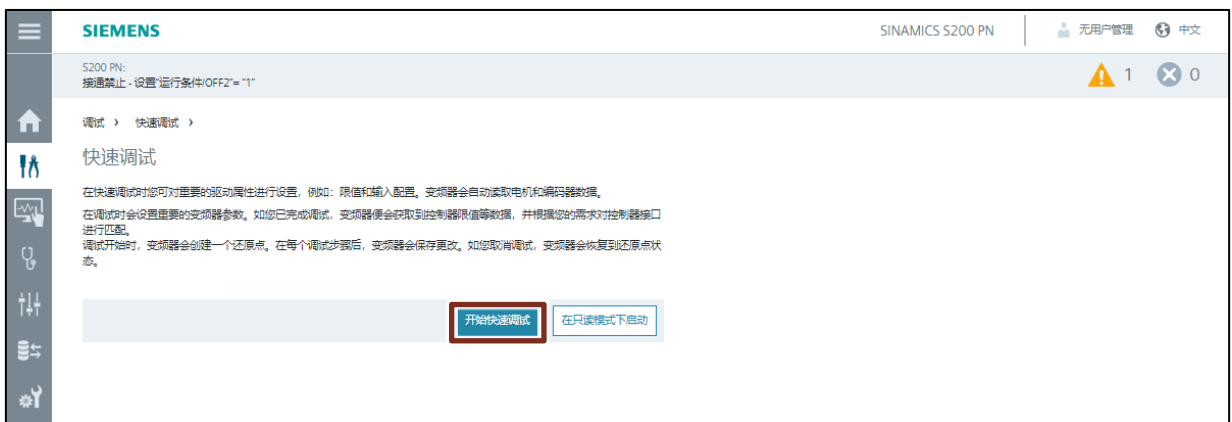 SIEMENS
SINAMICS S200 PN
无用户管理
中文
S200 PN:
接通禁止 - 设置"运行条件/OFF2"= "1"
1
0
调试 › 快速调试 ›
快速调试
在快速调试时您可对重要的驱动属性进行设置，例如：限值和输入配置。变频器会自动读取电机和编码器数据。
在调试时会设置重要的变频器参数。如您已完成调试，变频器便会获取到控制器限值等数据，并根据您的需求对控制器接口
进行匹配。
调试开始时，变频器会创建一个还原点。在每个调试步骤后，变频器会保存更改。如您取消调试，变频器会恢复到还原点状
态。
开始快速调试
在只读模式下启动